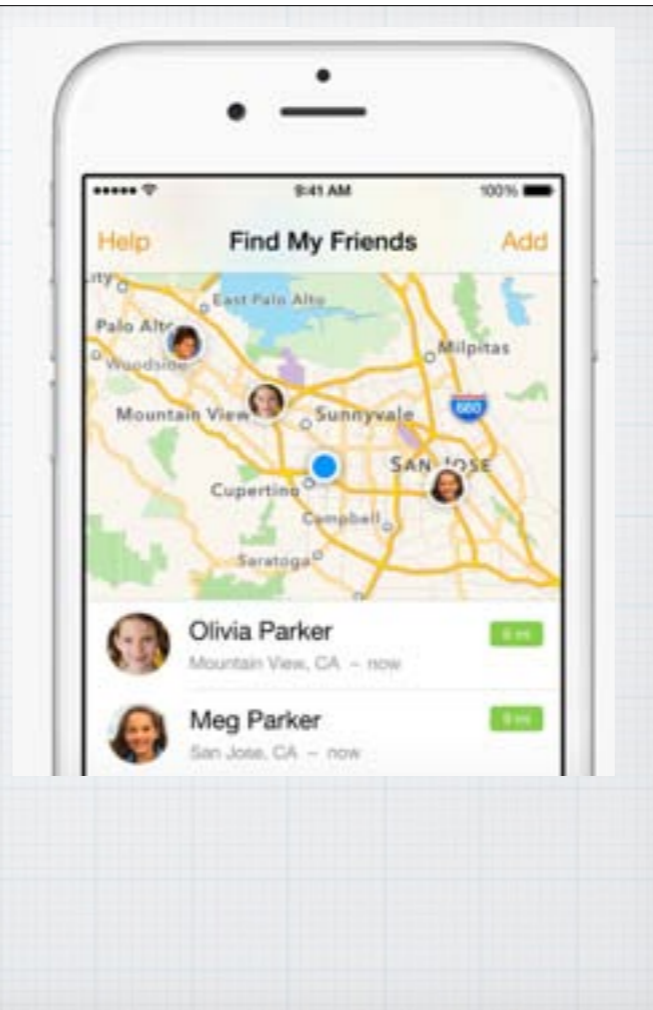 9:41 AM 100%
Help Find My Friends Add
East Palo Alto
Palo Alto
Milpitas
Woodside
Mountain View
Sunnyvale
680
SAN JOSE
Cupertino
Campbell
Saratoga
Olivia Parker
Mountain View, CA – now
Meg Parker
San Jose, CA – now